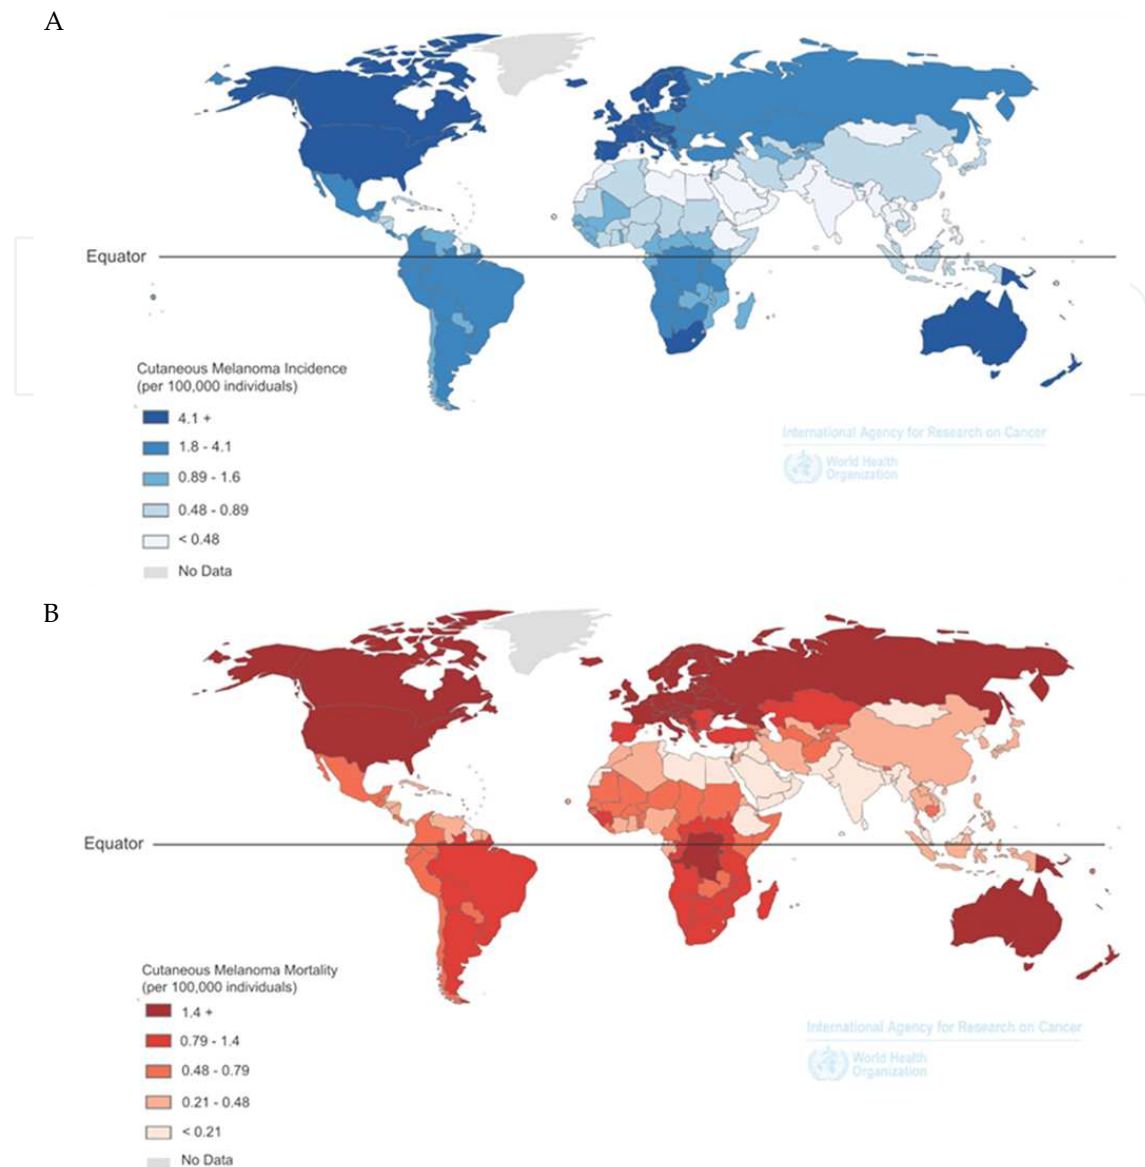 A
Equator
Cutaneous Melanoma Incidence
(per 100,000 individuals)
4.1 +
1.8 - 4.1
0.89 - 1.6
0.48 - 0.89
< 0.48
No Data
International Agency for Research on Cancer
World Health
Organization
B
Equator
Cutaneous Melanoma Mortality
(per 100,000 individuals)
1.4 +
0.79 - 1.4
0.48 - 0.79
0.21 - 0.48
< 0.21
No Data
International Agency for Research on Cancer
World Health
Organization